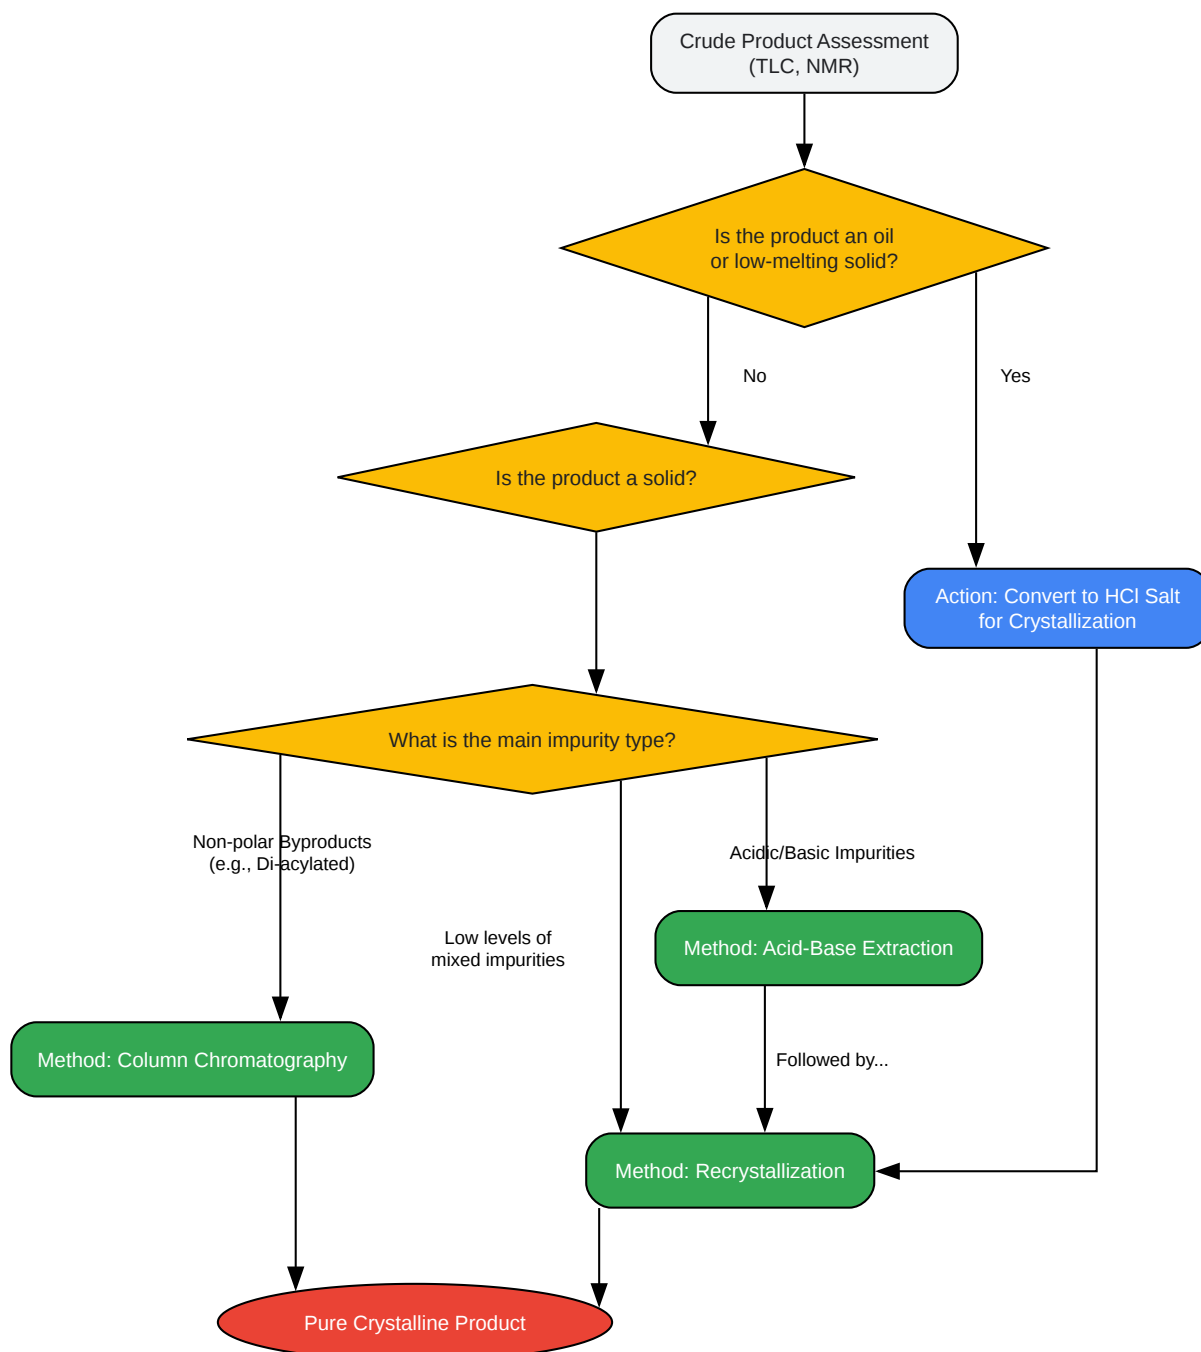 Crude Product Assessment
(TLC, NMR)
Is the product an oil
or low-melting solid?
No
Yes
Is the product a solid?
Action: Convert to HCl Salt
for Crystallization
What is the main impurity type?
Non-polar Byproducts
(e.g., Di-acylated)
Acidic/Basic Impurities
Low levels of
mixed impurities
Method: Acid-Base Extraction
Method: Column Chromatography
Followed by...
Method: Recrystallization
Pure Crystalline Product